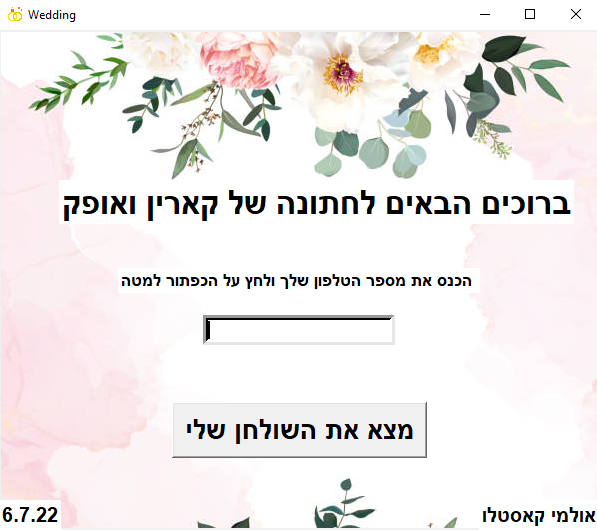 Wedding
ברוכים הבאים לחתונה של קארין ואופק
הכנס את מספר הטלפון שלך ולחץ על הכפתור למטה
מצא את השולחן שלי
אולמי קאסטלו
6.7.22